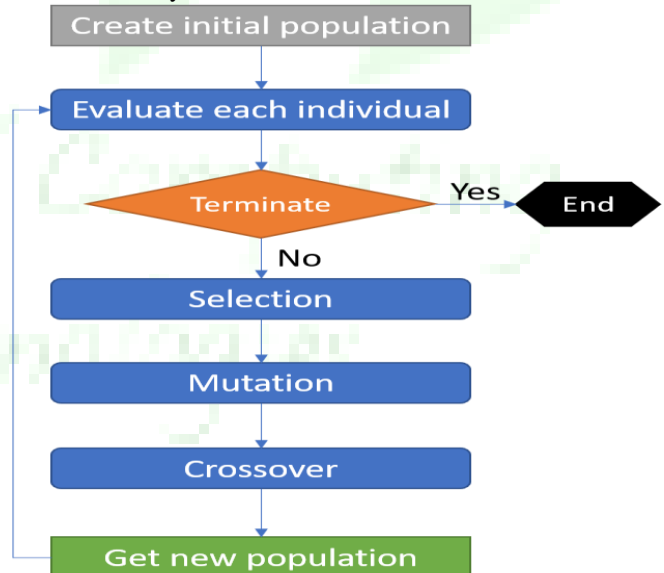 Create initial population
Evaluate each individual
Terminate
Yes
End
No
Selection
Mutation
Crossover
Get new population